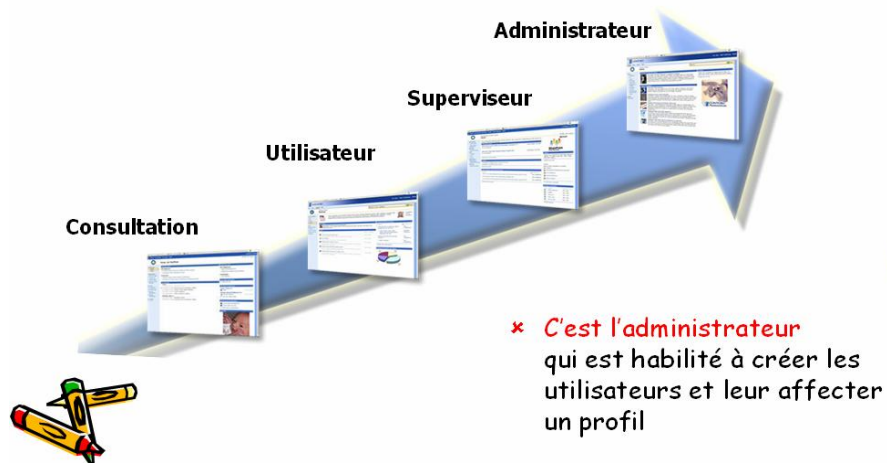 Administrateur
Superviseur
Utilisateur
Consultation
× C'est l'administrateur
qui est habilité à créer les
utilisateurs et leur affecter
un profil